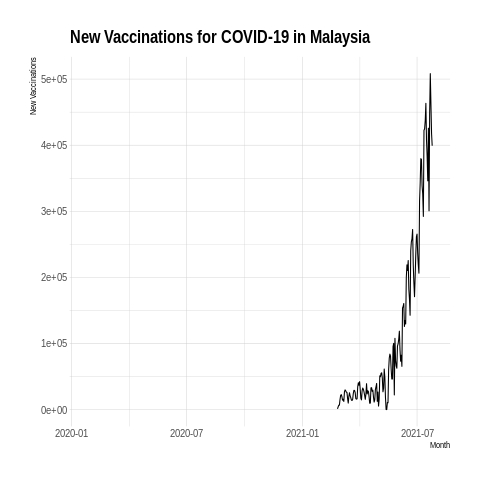 New Vaccinations for COVID-19 in Malaysia
New Vaccinations
5e+05
4e+05
3e+05
2e+05
1e+05
0e+00
2020-01 2020-07 2021-01 2021-07
Month